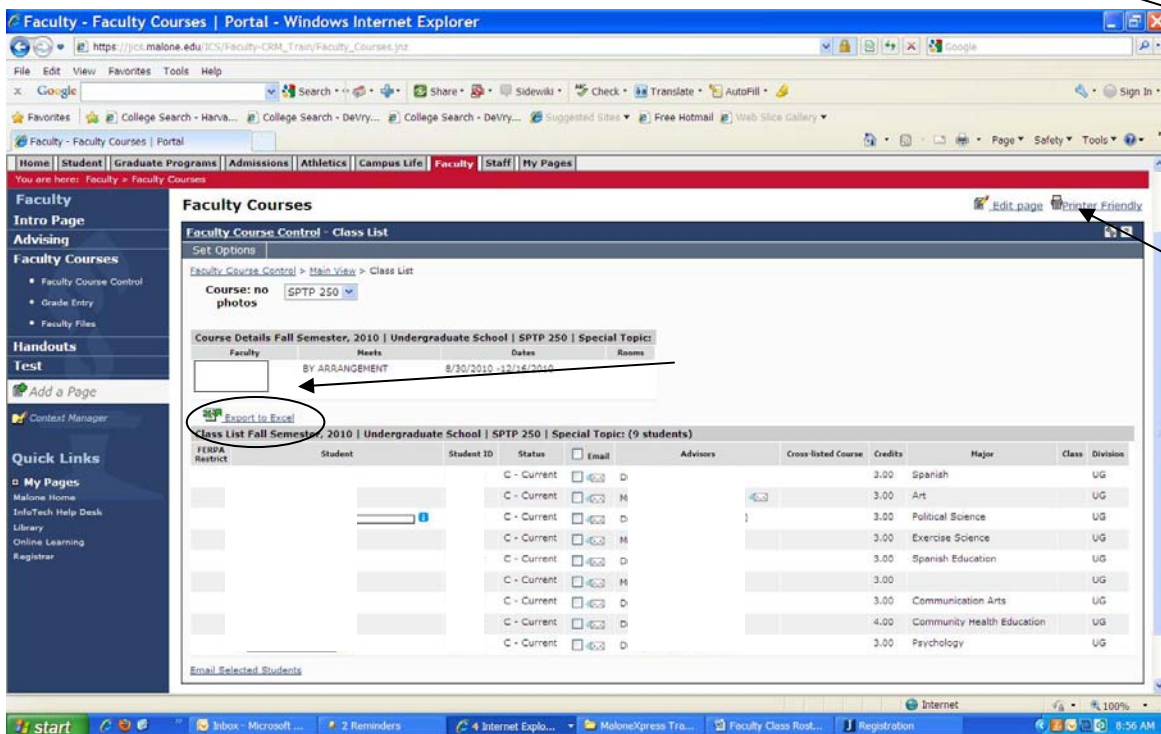 Faculty - Faculty Courses | Portal - Windows Internet Explorer
https://jics.malone.edu/ICS/Faculty-CRM_Train/Faculty_Courses.jnz
Google
File Edit View Favorites Tools Help
x Google Search Share Sidewiki Check Translate AutoFill Sign In
Favorites College Search - Harva... College Search - DeVry... College Search - DeVry... Suggested Sites Free Hotmail Web Slice Gallery
Faculty - Faculty Courses | Portal Page Safety Tools
Home Student Graduate Programs Admissions Athletics Campus Life Faculty Staff My Pages
You are here: Faculty > Faculty Courses
Faculty
Intro Page
Advising
Faculty Courses
Faculty Course Control
Grade Entry
Faculty Files
Handouts
Test
Add a Page
Context Manager
Quick Links
My Pages
Malone Home
InfoTech Help Desk
Library
Online Learning
Registrar
Faculty Courses
Edit page Printer Friendly
Faculty Course Control - Class List
Set Options
Faculty Course Control > Main View > Class List
Course: no photos SPTP 250
Course Details Fall Semester, 2010 | Undergraduate School | SPTP 250 | Special Topic:
Faculty Meets Dates Rooms
BY ARRANGEMENT 8/30/2010 -12/16/2010
Export to Excel
Class List Fall Semester, 2010 | Undergraduate School | SPTP 250 | Special Topic: (9 students)
FERPA Restrict Student Student ID Status Email Advisors Cross-listed Course Credits Major Class Division
C - Current D 3.00 Spanish UG
C - Current M 3.00 Art UG
C - Current D 3.00 Political Science UG
C - Current M 3.00 Exercise Science UG
C - Current D 3.00 Spanish Education UG
C - Current M 3.00 UG
C - Current D 3.00 Communication Arts UG
C - Current D 4.00 Community Health Education UG
C - Current D 3.00 Psychology UG
Email Selected Students
Internet 100%
start Inbox - Microsoft ... 2 Reminders 4 Internet Explo... MaloneXpress Tra... Faculty Class Rost... Registration 8:56 AM